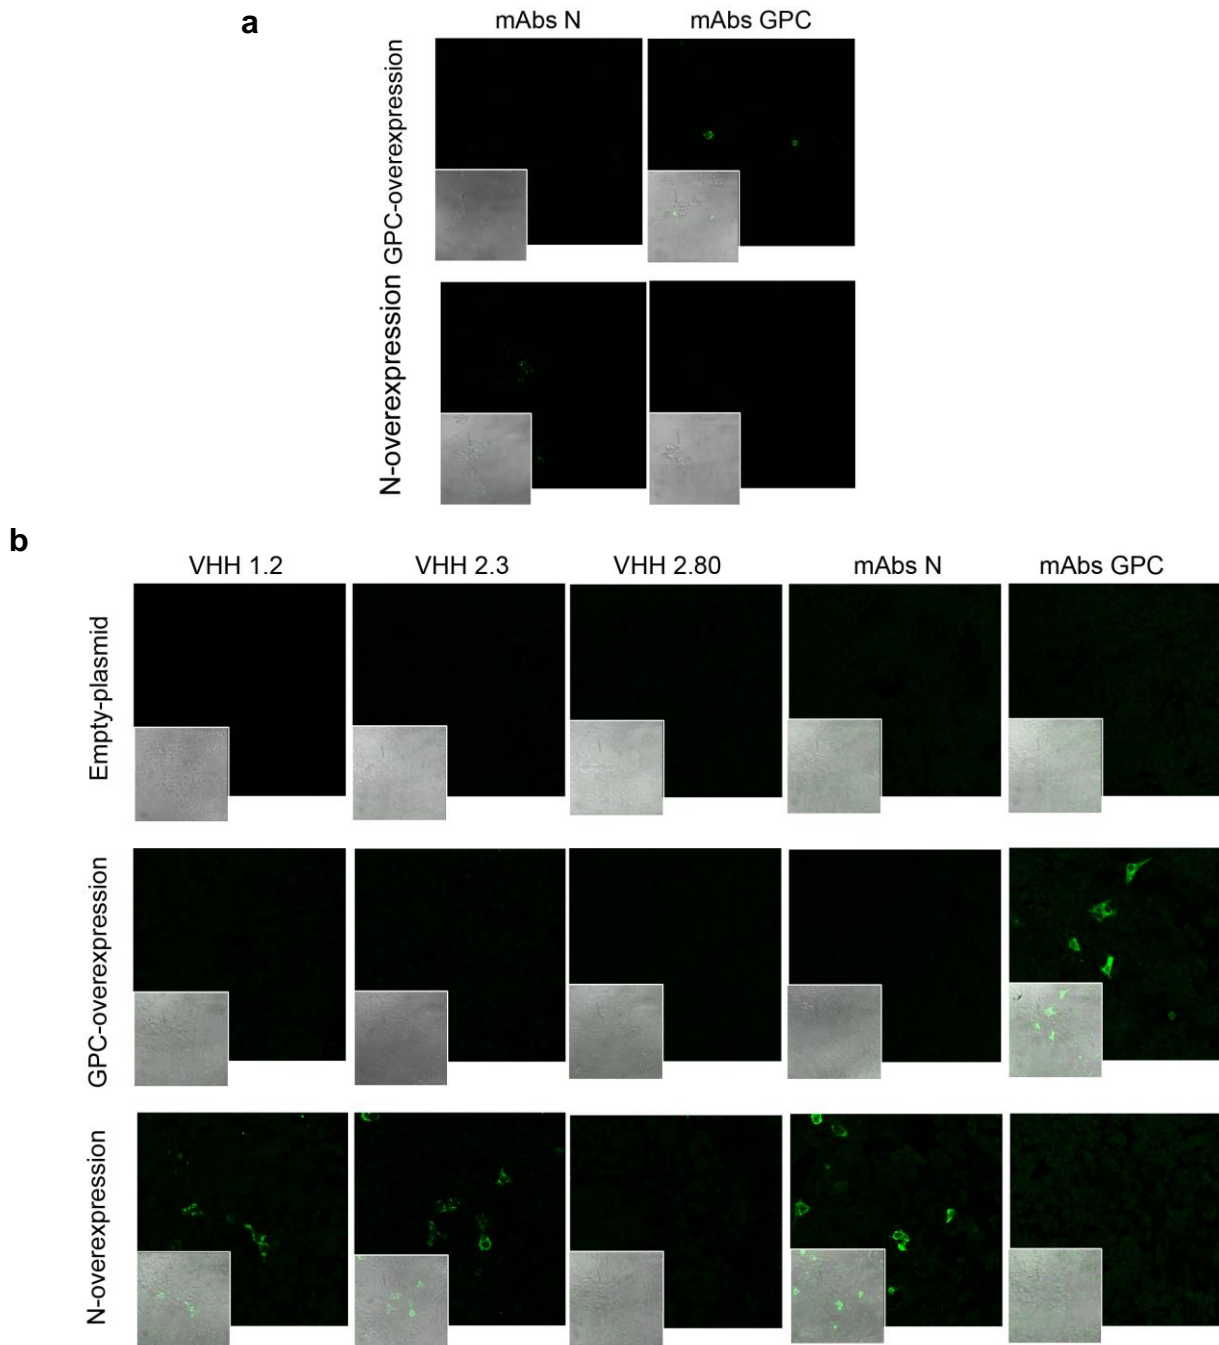 a
mAbs N mAbs GPC
GPC-overexpression
N-overexpression
b
VHH 1.2 VHH 2.3 VHH 2.80 mAbs N mAbs GPC
Empty-plasmid
GPC-overexpression
N-overexpression